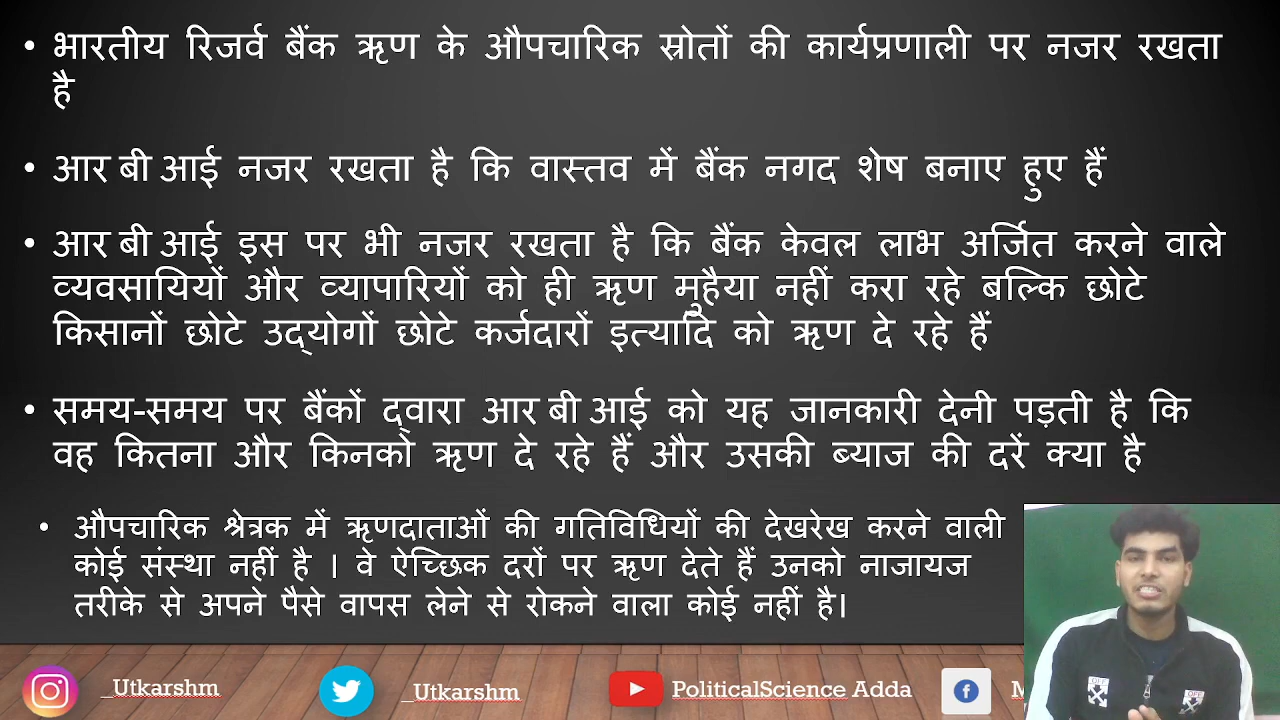 • भारतीय रिजर्व बैंक ऋण के औपचारिक स्रोतों की कार्यप्रणाली पर नजर रखता
है
• आर बी आई नजर रखता है कि वास्तव में बैंक नगद शेष बनाए हुए हैं
• आर बी आई इस पर भी नजर रखता है कि बैंक केवल लाभ अर्जित करने वाले
व्यवसायियों और व्यापारियों को ही ऋण मुहैया नहीं करा रहे बल्कि छोटे
किसानों छोटे उद्योगों छोटे कर्जदारों इत्यादि को ऋण दे रहे हैं
• समय-समय पर बैंकों द्वारा आर बी आई को यह जानकारी देनी पड़ती है कि
वह कितना और किनको ऋण दे रहे हैं और उसकी ब्याज की दरें क्या है
• औपचारिक श्रेत्रक में ऋणदाताओं की गतिविधियों की देखरेख करने वाली
कोई संस्था नहीं है । वे ऐच्छिक दरों पर ऋण देते हैं उनको नाजायज
तरीके से अपने पैसे वापस लेने से रोकने वाला कोई नहीं है।
_Utkarshm _Utkarshm PoliticalScience Adda